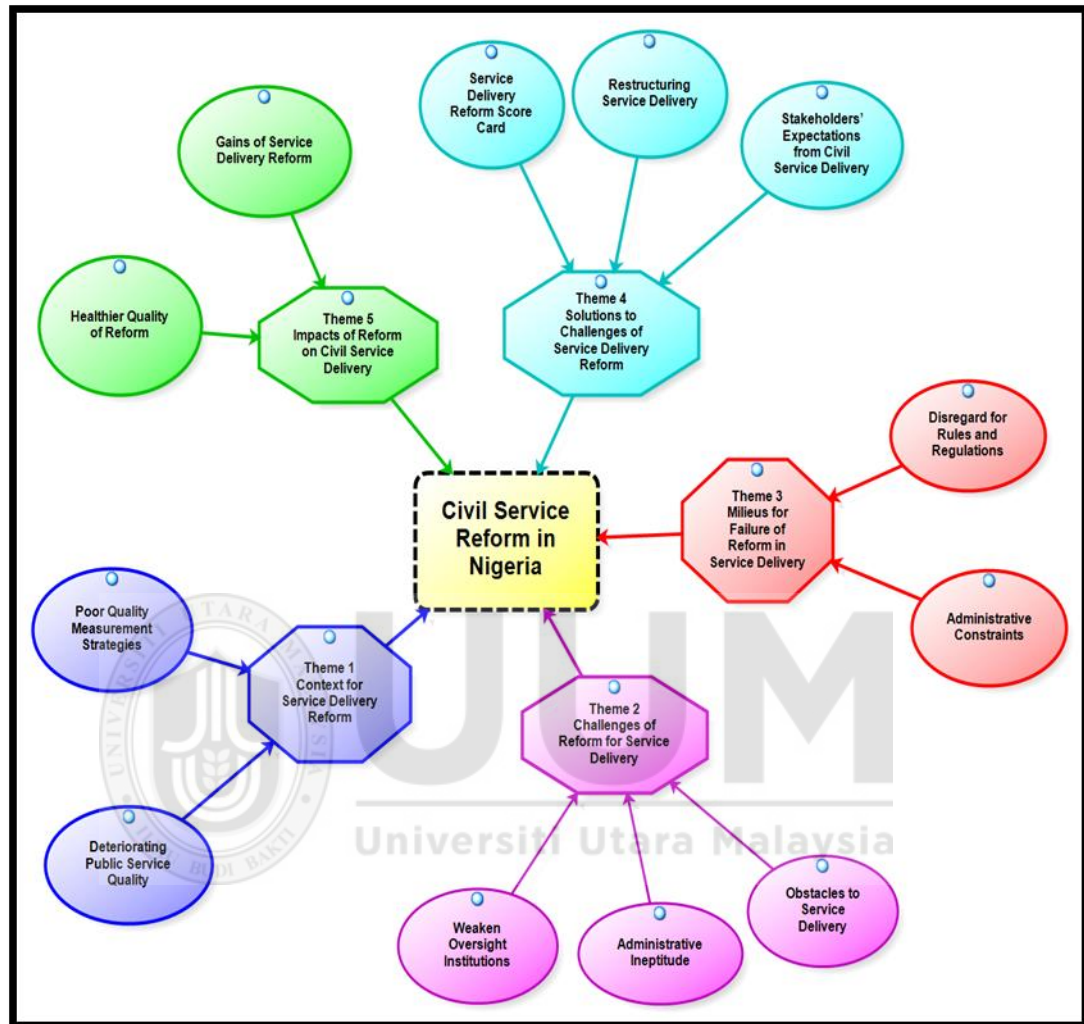 Service
Delivery
Reform Score
Card
Restructuring
Service Delivery
Stakeholders’
Expectations
from Civil
Service Delivery
Gains of Service
Delivery Reform
Healthier Quality
of Reform
Theme 5
Impacts of Reform
on Civil Service
Delivery
Theme 4
Solutions to
Challenges of
Service Delivery
Reform
Disregard for
Rules and
Regulations
Theme 3
Milieus for
Failure of
Reform in
Service Delivery
Administrative
Constraints
Civil Service
Reform in
Nigeria
Poor Quality
Measurement
Strategies
Theme 1
Context for
Service Delivery
Reform
Deteriorating
Public Service
Quality
Theme 2
Challenges of
Reform for Service
Delivery
Weaken
Oversight
Institutions
Administrative
Ineptitude
Obstacles to
Service
Delivery
UUM
Universiti Utara Malaysia